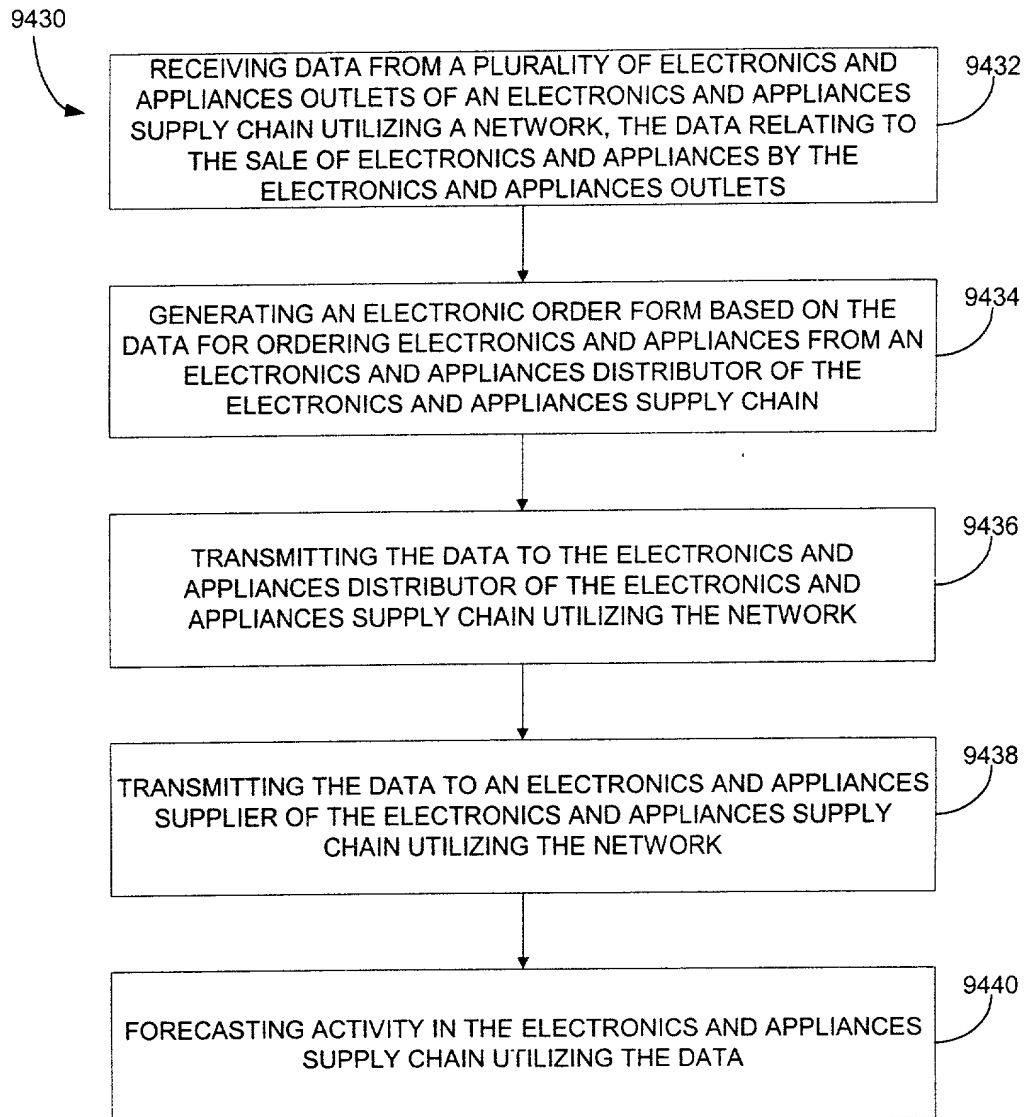 9430
RECEIVING DATA FROM A PLURALITY OF ELECTRONICS AND
APPLIANCES OUTLETS OF AN ELECTRONICS AND APPLIANCES
SUPPLY CHAIN UTILIZING A NETWORK, THE DATA RELATING TO
THE SALE OF ELECTRONICS AND APPLIANCES BY THE
ELECTRONICS AND APPLIANCES OUTLETS
9432
GENERATING AN ELECTRONIC ORDER FORM BASED ON THE
DATA FOR ORDERING ELECTRONICS AND APPLIANCES FROM AN
ELECTRONICS AND APPLIANCES DISTRIBUTOR OF THE
ELECTRONICS AND APPLIANCES SUPPLY CHAIN
9434
TRANSMITTING THE DATA TO THE ELECTRONICS AND
APPLIANCES DISTRIBUTOR OF THE ELECTRONICS AND
APPLIANCES SUPPLY CHAIN UTILIZING THE NETWORK
9436
TRANSMITTING THE DATA TO AN ELECTRONICS AND APPLIANCES
SUPPLIER OF THE ELECTRONICS AND APPLIANCES SUPPLY
CHAIN UTILIZING THE NETWORK
9438
FORECASTING ACTIVITY IN THE ELECTRONICS AND APPLIANCES
SUPPLY CHAIN UTILIZING THE DATA
9440